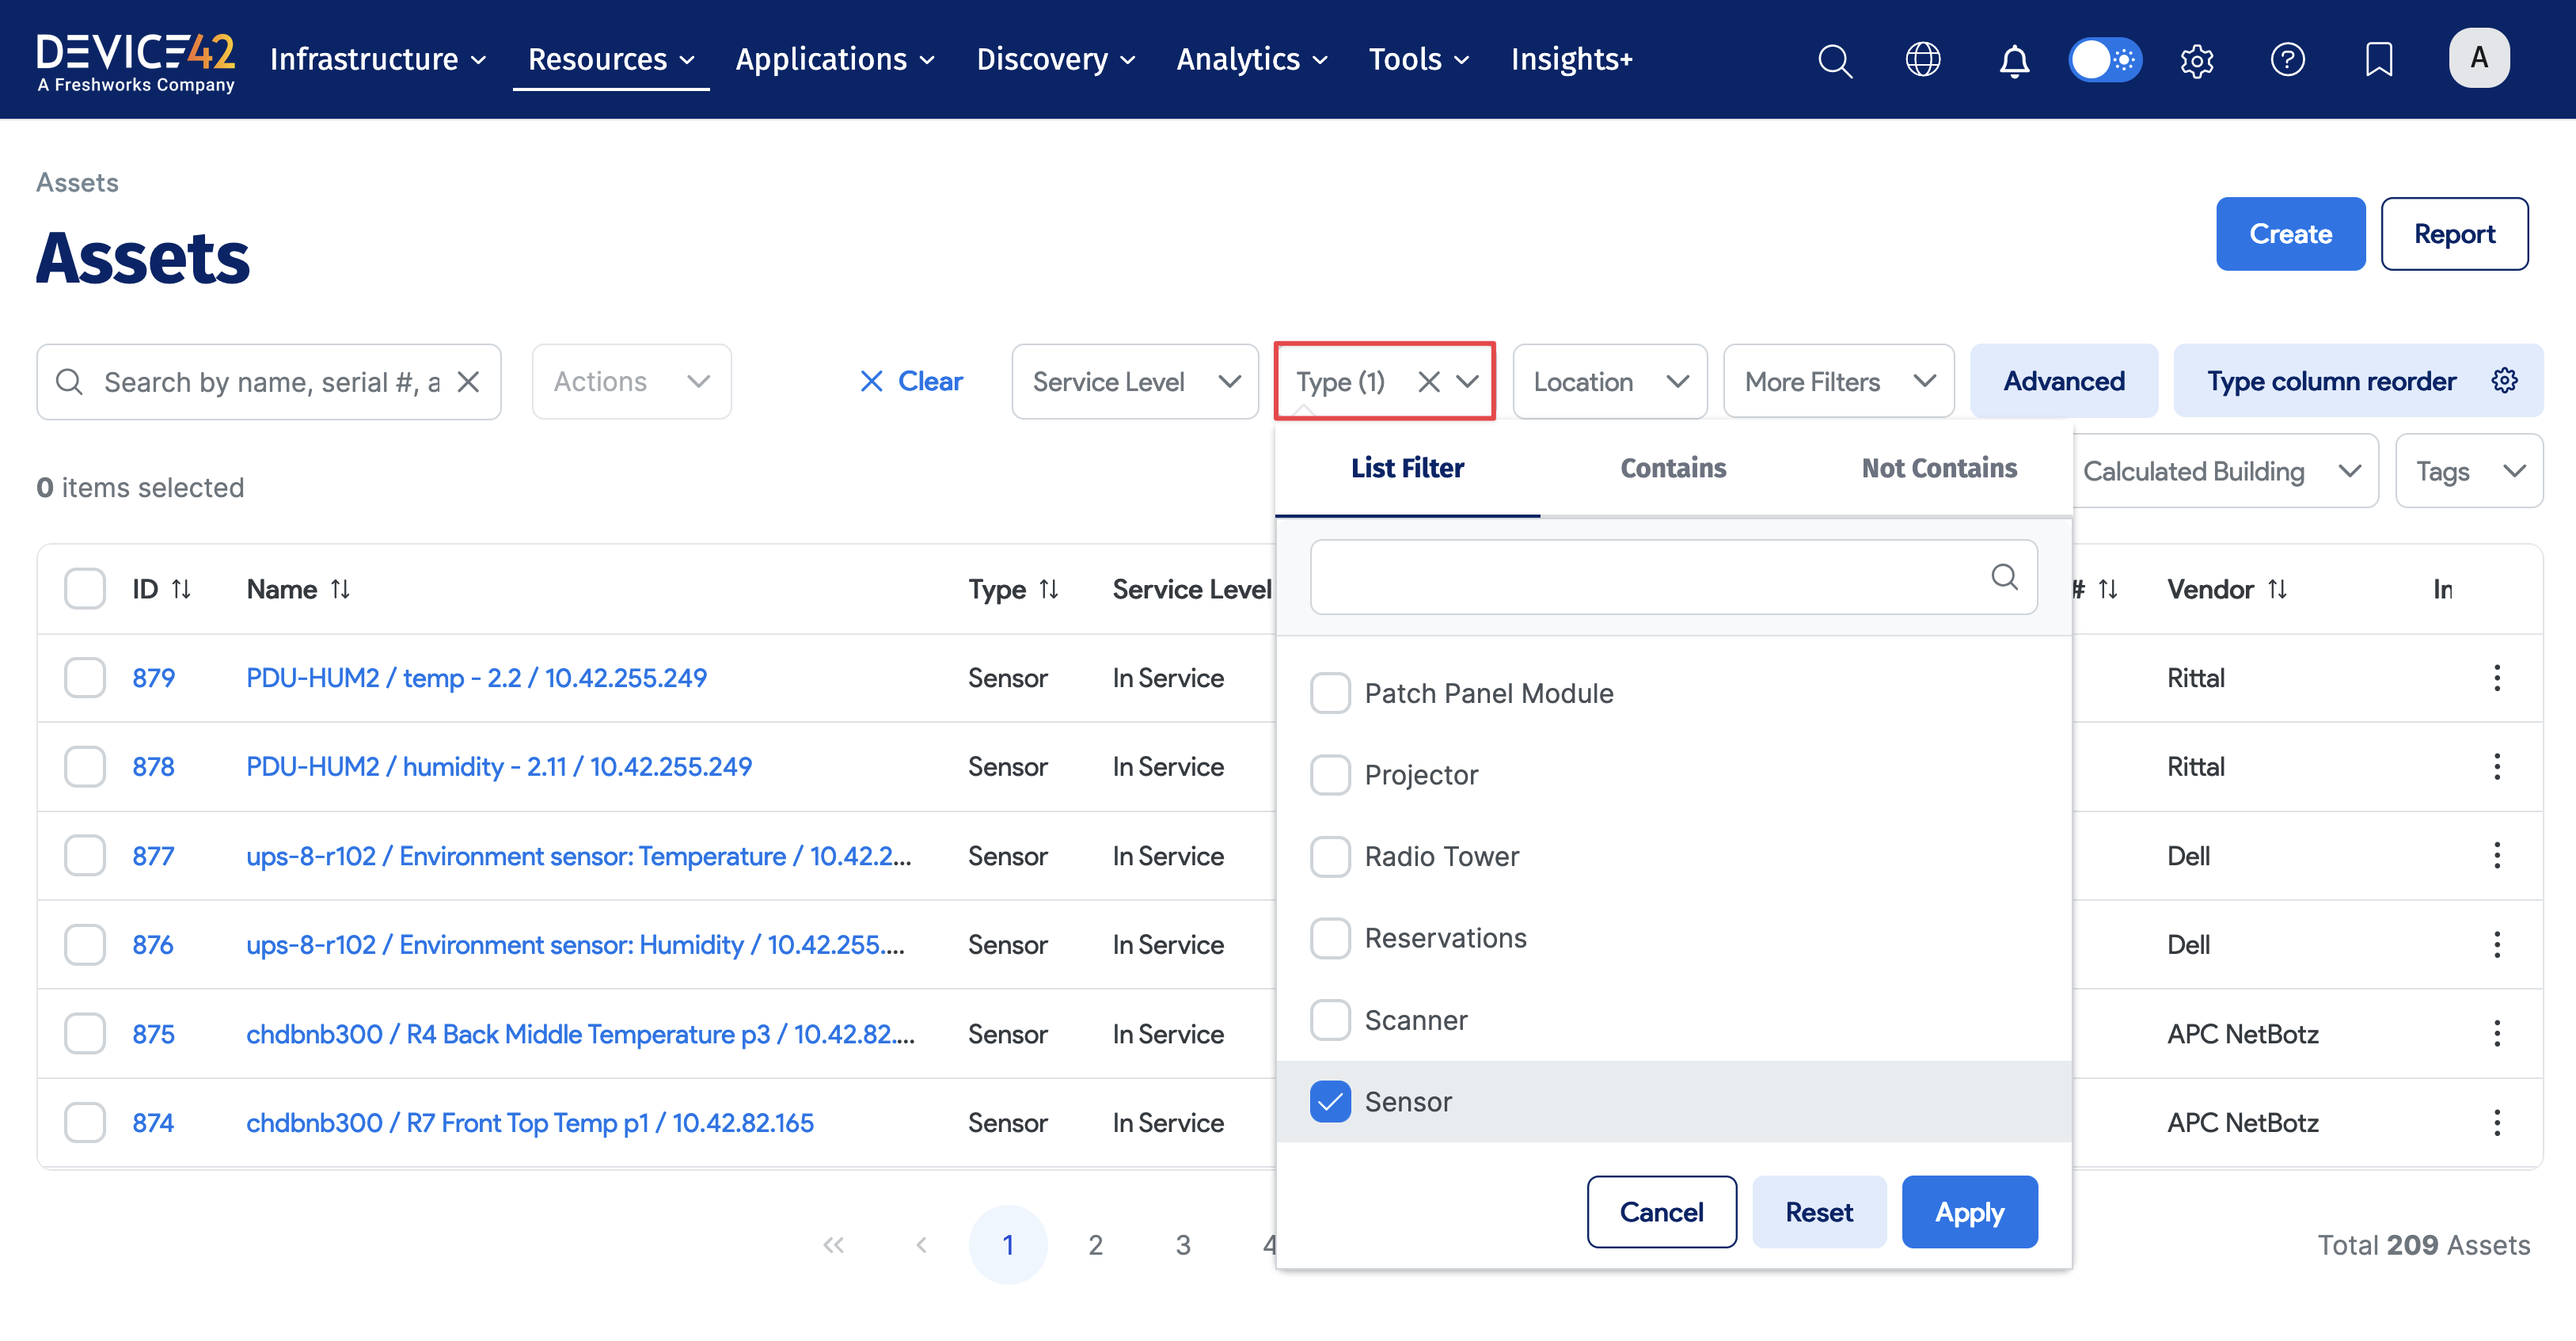 DEVICE42
A Freshworks Company
Infrastructure Resources Applications Discovery Analytics Tools Insights+
A
Assets
Assets
Create Report
Search by name, serial #, a Actions Clear Service Level Type (1) Location More Filters Advanced Type column reorder
List Filter Contains Not Contains
Calculated Building Tags
0 items selected
ID Name Type Service Level # Vendor In
879 PDU-HUM2 / temp - 2.2 / 10.42.255.249 Sensor In Service Rittal
878 PDU-HUM2 / humidity - 2.11 / 10.42.255.249 Sensor In Service Rittal
877 ups-8-r102 / Environment sensor: Temperature / 10.42.2... Sensor In Service Dell
876 ups-8-r102 / Environment sensor: Humidity / 10.42.255.... Sensor In Service Dell
875 chdbnb300 / R4 Back Middle Temperature p3 / 10.42.82.... Sensor In Service APC NetBotz
874 chdbnb300 / R7 Front Top Temp p1 / 10.42.82.165 Sensor In Service APC NetBotz
Patch Panel Module
Projector
Radio Tower
Reservations
Scanner
Sensor
Cancel Reset Apply
1 2 3 4
Total 209 Assets